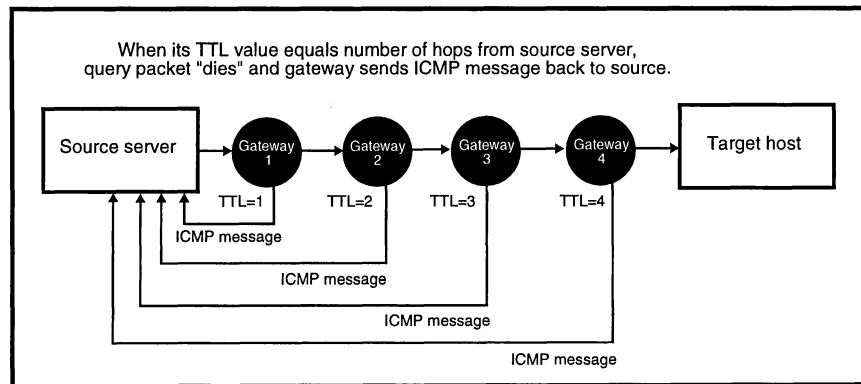 When its TTL value equals number of hops from source server,
query packet "dies" and gateway sends ICMP message back to source.
Source server
Gateway
1
Gateway
2
Gateway
3
Gateway
4
Target host
TTL=1
TTL=2
TTL=3
TTL=4
ICMP message
ICMP message
ICMP message
ICMP message